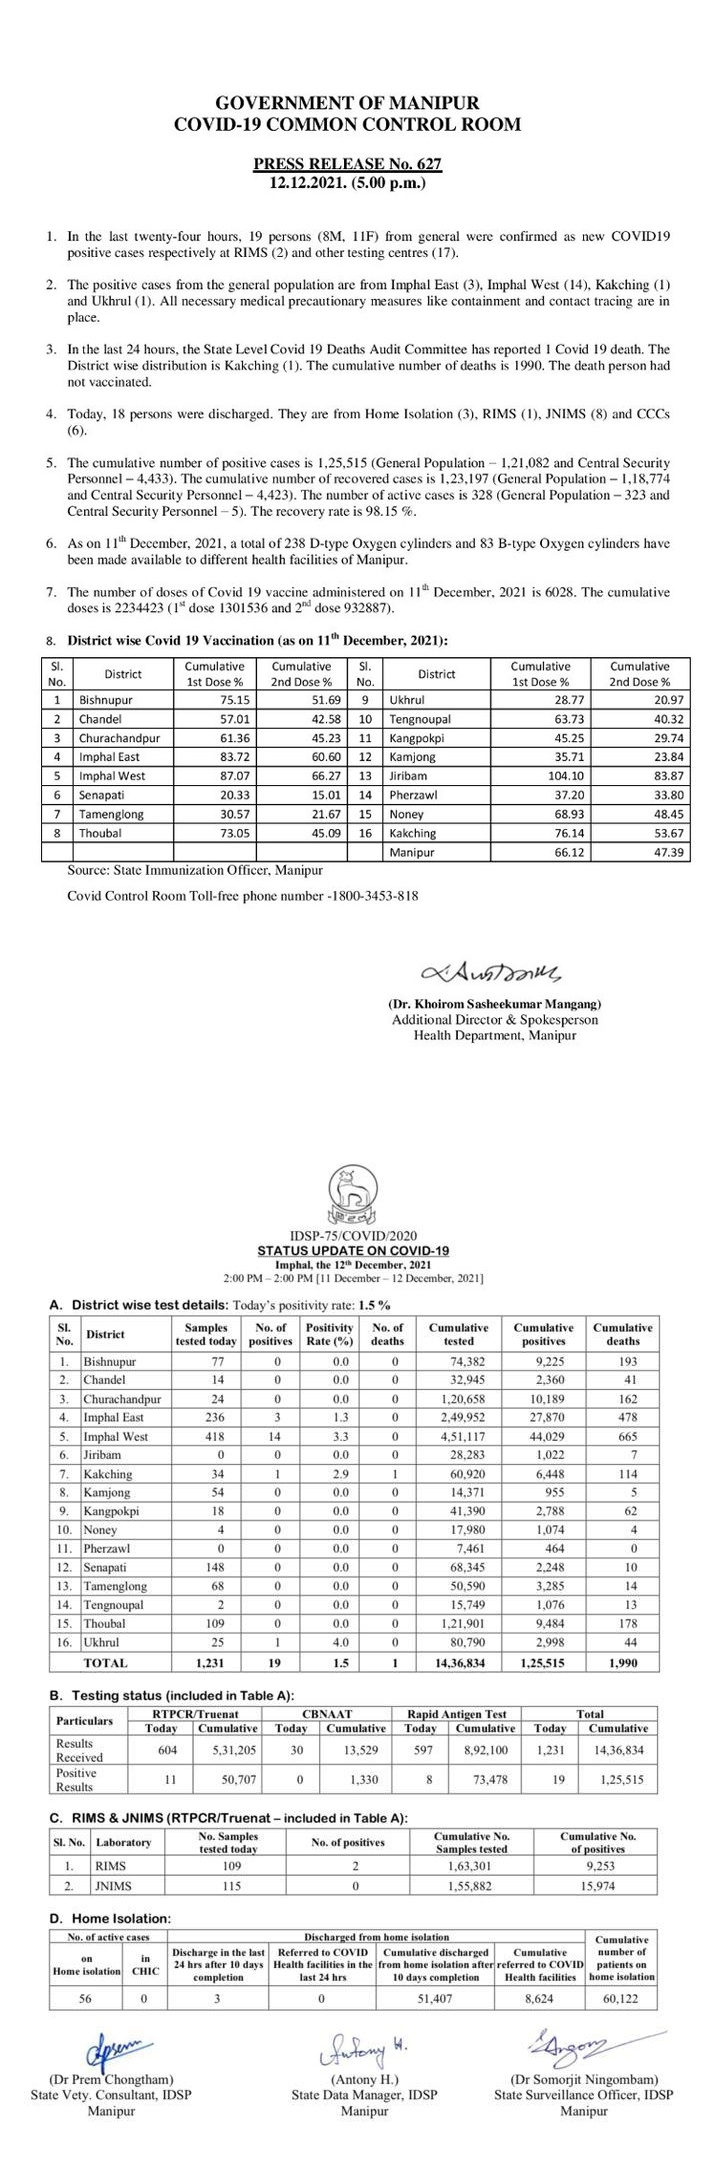 GOVERNMENT OF MANIPUR
COVID-19 COMMON CONTROL ROOM
PRESS RELEASE No. 627
12.12.2021. (5.00 p.m.)
1. In the last twenty-four hours, 19 persons (8M, 11F) from general were confirmed as new COVID19
positive cases respectively at RIMS (2) and other testing centres (17).
2. The positive cases from the general population are from Imphal East (3), Imphal West (14), Kakching (1)
and Ukhrul (1). All necessary medical precautionary measures like containment and contact tracing are in
place.
3. In the last 24 hours, the State Level Covid 19 Deaths Audit Committee has reported 1 Covid 19 death. The
District wise distribution is Kakching (1). The cumulative number of deaths is 1990. The death person had
not vaccinated.
4. Today, 18 persons were discharged. They are from Home Isolation (3), RIMS (1), JNIMS (8) and CCCs
(6).
5. The cumulative number of positive cases is 1,25,515 (General Population – 1,21,082 and Central Security
Personnel – 4,433). The cumulative number of recovered cases is 1,23,197 (General Population – 1,18,774
and Central Security Personnel – 4,423). The number of active cases is 328 (General Population – 323 and
Central Security Personnel – 5). The recovery rate is 98.15 %.
6. As on 11th December, 2021, a total of 238 D-type Oxygen cylinders and 83 B-type Oxygen cylinders have
been made available to different health facilities of Manipur.
7. The number of doses of Covid 19 vaccine administered on 11th December, 2021 is 6028. The cumulative
doses is 2234423 (1st dose 1301536 and 2nd dose 932887).
8. District wise Covid 19 Vaccination (as on 11th December, 2021):
Sl. No. District Cumulative 1st Dose % Cumulative 2nd Dose % Sl. No. District Cumulative 1st Dose % Cumulative 2nd Dose %
1 Bishnupur 75.15 51.69 9 Ukhrul 28.77 20.97
2 Chandel 57.01 42.58 10 Tengnoupal 63.73 40.32
3 Churachandpur 61.36 45.23 11 Kangpokpi 45.25 29.74
4 Imphal East 83.72 60.60 12 Kamjong 35.71 23.84
5 Imphal West 87.07 66.27 13 Jiribam 104.10 83.87
6 Senapati 20.33 15.01 14 Pherzawl 37.20 33.80
7 Tamenglong 30.57 21.67 15 Noney 68.93 48.45
8 Thoubal 73.05 45.09 16 Kakching 76.14 53.67
Manipur 66.12 47.39
Source: State Immunization Officer, Manipur
Covid Control Room Toll-free phone number -1800-3453-818
(Dr. Khoirom Sasheekumar Mangang)
Additional Director & Spokesperson
Health Department, Manipur
IDSP-75/COVID/2020
STATUS UPDATE ON COVID-19
Imphal, the 12th December, 2021
2:00 PM – 2:00 PM [11 December – 12 December, 2021]
A. District wise test details: Today's positivity rate: 1.5 %
Sl. No. District Samples tested today No. of positives Positivity Rate (%) No. of deaths Cumulative tested Cumulative positives Cumulative deaths
1. Bishnupur 77 0 0.0 0 74,382 9,225 193
2. Chandel 14 0 0.0 0 32,945 2,360 41
3. Churachandpur 24 0 0.0 0 1,20,658 10,189 162
4. Imphal East 236 3 1.3 0 2,49,952 27,870 478
5. Imphal West 418 14 3.3 0 4,51,117 44,029 665
6. Jiribam 0 0 0.0 0 28,283 1,022 7
7. Kakching 34 1 2.9 1 60,920 6,448 114
8. Kamjong 54 0 0.0 0 14,371 955 5
9. Kangpokpi 18 0 0.0 0 41,390 2,788 62
10. Noney 4 0 0.0 0 17,980 1,074 4
11. Pherzawl 0 0 0.0 0 7,461 464 0
12. Senapati 148 0 0.0 0 68,345 2,248 10
13. Tamenglong 68 0 0.0 0 50,590 3,285 14
14. Tengnoupal 2 0 0.0 0 15,749 1,076 13
15. Thoubal 109 0 0.0 0 1,21,901 9,484 178
16. Ukhrul 25 1 4.0 0 80,790 2,998 44
TOTAL 1,231 19 1.5 1 14,36,834 1,25,515 1,990
B. Testing status (included in Table A):
Particulars RTPCR/Truenat CBNAAT Rapid Antigen Test Total
Today Cumulative Today Cumulative Today Cumulative Today Cumulative
Results Received 604 5,31,205 30 13,529 597 8,92,100 1,231 14,36,834
Positive Results 11 50,707 0 1,330 8 73,478 19 1,25,515
C. RIMS & JNIMS (RTPCR/Truenat – included in Table A):
Sl. No. Laboratory No. Samples tested today No. of positives Cumulative No. Samples tested Cumulative No. of positives
1. RIMS 109 2 1,63,301 9,253
2. JNIMS 115 0 1,55,882 15,974
D. Home Isolation:
No. of active cases Discharged from home isolation Cumulative number of patients on home isolation
on Home isolation in CHIC Discharge in the last 24 hrs after 10 days completion Referred to COVID Health facilities in the last 24 hrs Cumulative discharged from home isolation after 10 days completion Cumulative referred to COVID Health facilities
56 0 3 0 51,407 8,624 60,122
(Dr Prem Chongtham) (Antony H.) (Dr Somorjit Ningombam)
State Vety. Consultant, IDSP State Data Manager, IDSP State Surveillance Officer, IDSP
Manipur Manipur Manipur